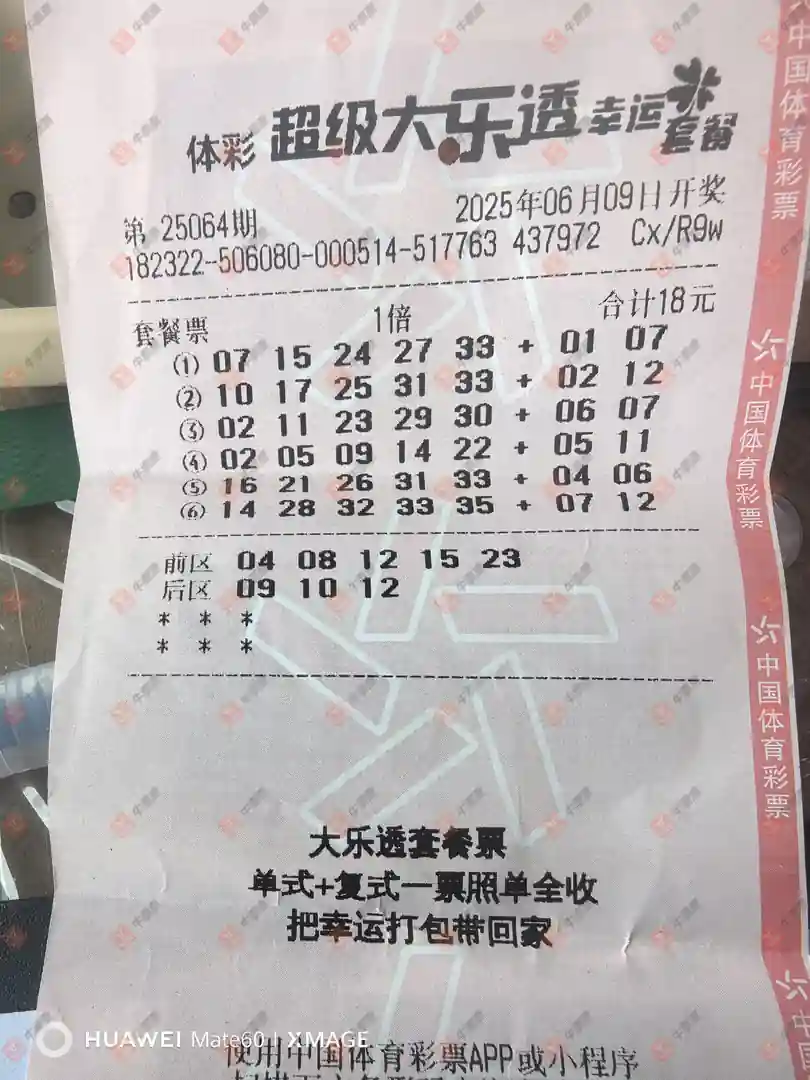 体彩 超级大乐透 幸运套餐
第 25064期 2025年06月09日开奖
182322-506080-000514-517763 437972 Cx/R9w
套餐票 1倍 合计18元
① 07 15 24 27 33 + 01 07
② 10 17 25 31 33 + 02 12
③ 02 11 23 29 30 + 06 07
④ 02 05 09 14 22 + 05 11
⑤ 16 21 26 31 33 + 04 06
⑥ 14 28 32 33 35 + 07 12
前区 04 08 12 15 23
后区 09 10 12
* * *
* * *
大乐透套餐票
单式+复式一票照单全收
把幸运打包带回家
使用中国体育彩票APP或小程序
中国体育彩票
中国体育彩票
中国体育彩票
HUAWEI Mate60 | XMAGE